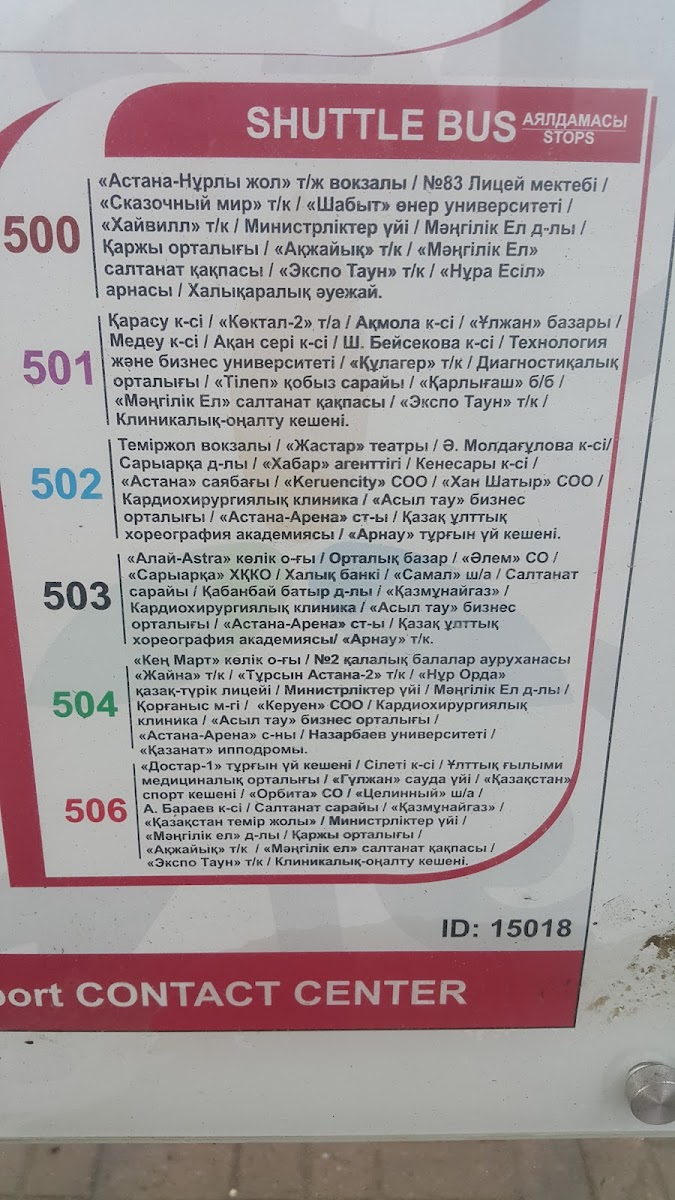 SHUTTLE BUS АЯЛДАМАСЫ
STOPS
500
«Астана-Нұрлы жол» т/ж вокзалы / №83 Лицей мектебі /
«Сказочный мир» т/к / «Шабыт» өнер университеті /
«Хайвилл» т/к / Министрліктер үйі / Мәңгілік Ел д-лы /
Қаржы орталығы / «Ақжайық» т/к / «Мәңгілік Ел»
салтанат қақпасы / «Экспо Таун» т/к / «Нұра Есіл»
арнасы / Халықаралық әуежай.
501
Қарасу к-сі / «Көктал-2» т/а / Ақмола к-сі / «Ұлжан» базары /
Медеу к-сі / Ақан сері к-сі / Ш. Бейсекова к-сі / Технология
және бизнес университеті / «Құлагер» т/к / Диагностиқалық
орталығы / «Тілеп» қобыз сарайы / «Қарлығаш» б/б /
«Мәңгілік Ел» салтанат қақпасы / «Экспо Таун» т/к /
Клиникалық-оңалту кешені.
502
Теміржол вокзалы / «Жастар» театры / Ә. Молдағұлова к-сі/
Сарыарқа д-лы / «Хабар» агенттігі / Кенесары к-сі /
«Астана» саябағы / «Keruencity» СОО / «Хан Шатыр» СОО /
Кардиохирургиялық клиника / «Асыл тау» бизнес
орталығы / «Астана-Арена» ст-ы / Қазақ ұлттық
хореография академиясы / «Арнау» тұрғын үй кешені.
503
«Алай-Astra» көлік о-ғы / Орталық базар / «Әлем» СО /
«Сарыарқа» ХҚКО / Халық банкі / «Самал» ш/а / Салтанат
сарайы / Қабанбай батыр д-лы / «Қазмұнайгаз» /
Кардиохирургиялық клиника / «Асыл тау» бизнес
орталығы / «Астана-Арена» ст-ы / Қазақ ұлттық
хореография академиясы/ «Арнау» т/к.
504
«Кең Март» көлік о-ғы / №2 қалалық балалар ауруханасы
«Жайна» т/к / «Тұрсын Астана-2» т/к / «Нұр Орда»
қазақ-түрік лицейі / Министрліктер үйі / Мәңгілік Ел д-лы /
Қорғаныс м-гі / «Керуен» СОО / Кардиохирургиялық
клиника / «Асыл тау» бизнес орталығы /
«Астана-Арена» с-ны / Назарбаев университеті /
«Қазанат» ипподромы.
506
«Достар-1» тұрғын үй кешені / Сілеті к-сі / Ұлттық ғылыми
медициналық орталығы / «Гүлжан» сауда үйі / «Қазақстан»
спорт кешені / «Орбита» СО / «Целинный» ш/а /
А. Бараев к-сі / Салтанат сарайы / «Қазмұнайгаз» /
«Қазақстан темір жолы» / Министрліктер үйі /
«Мәңгілік ел» д-лы / Қаржы орталығы /
«Ақжайық» т/к / «Мәңгілік ел» салтанат қақпасы /
«Экспо Таун» т/к / Клиникалық-оңалту кешені.
ID: 15018
port CONTACT CENTER